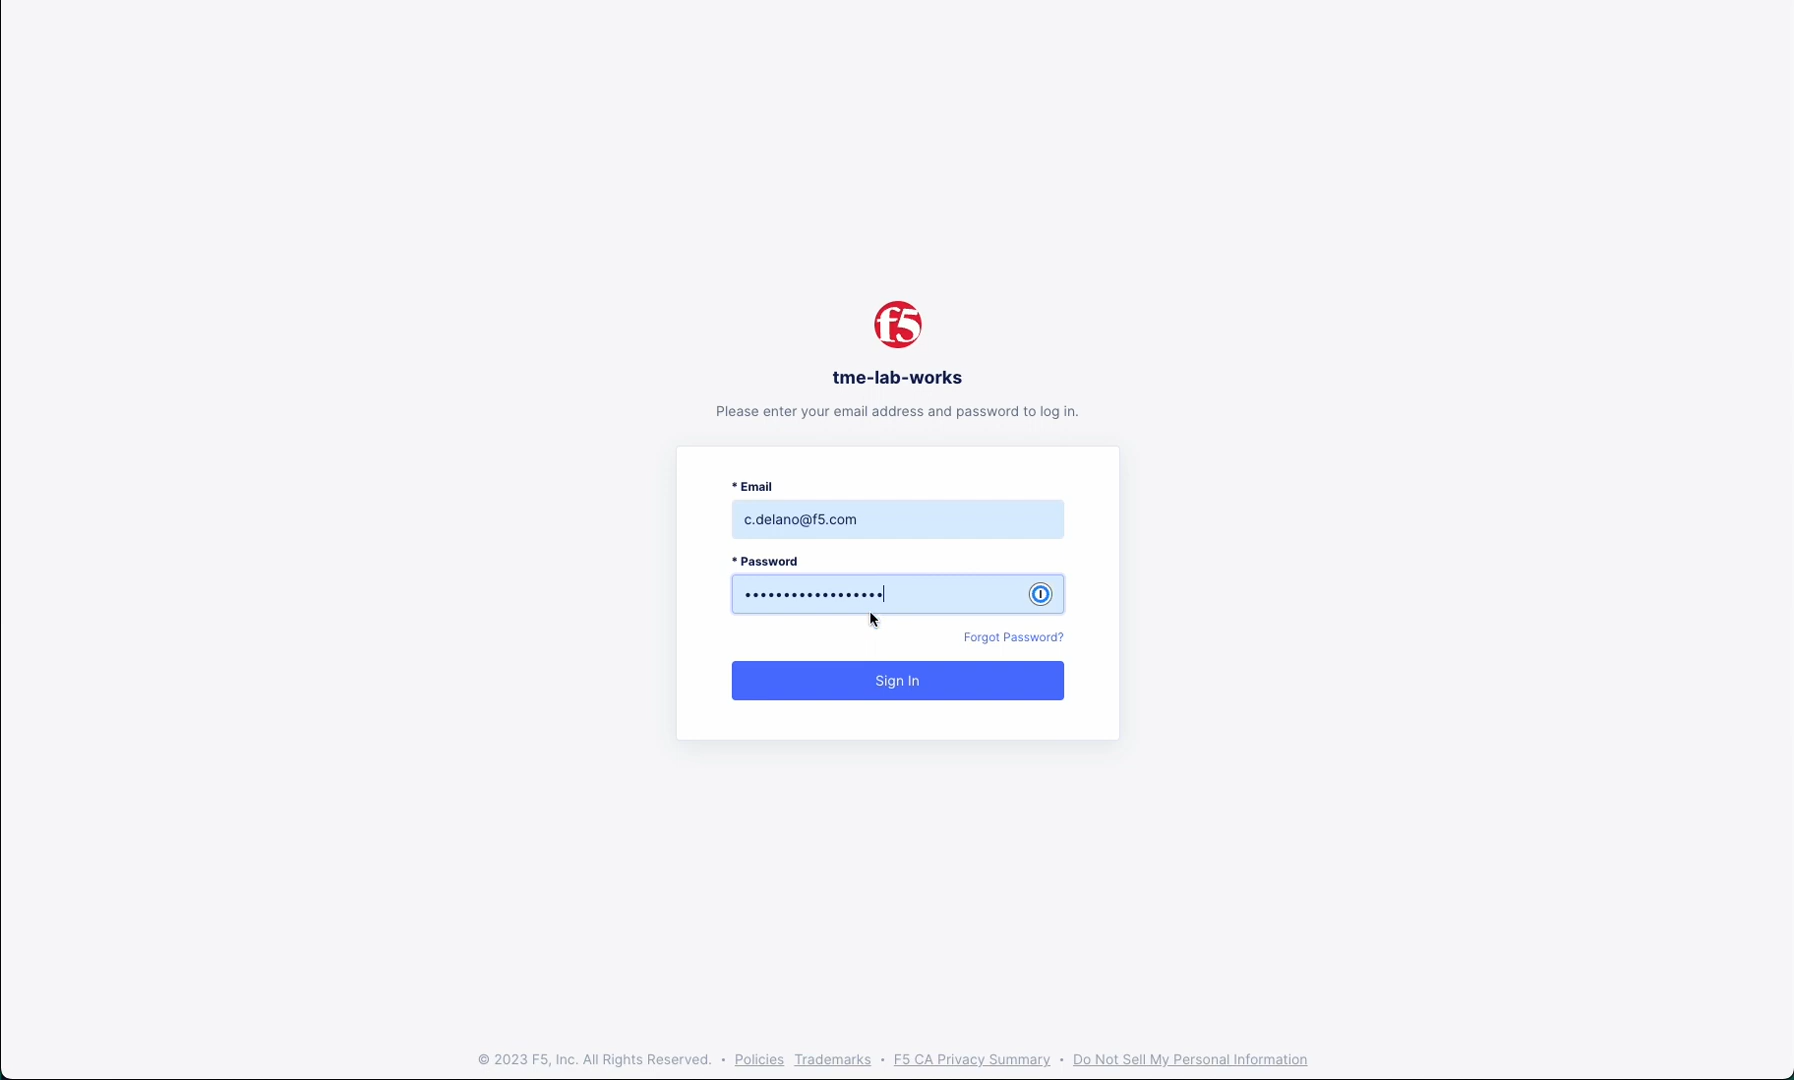 f5
tme-lab-works
Please enter your email address and password to log in.
* Email
c.delano@f5.com
* Password
••••••••••••••••••
Forgot Password?
Sign In
© 2023 F5, Inc. All Rights Reserved. • Policies Trademarks • F5 CA Privacy Summary • Do Not Sell My Personal Information